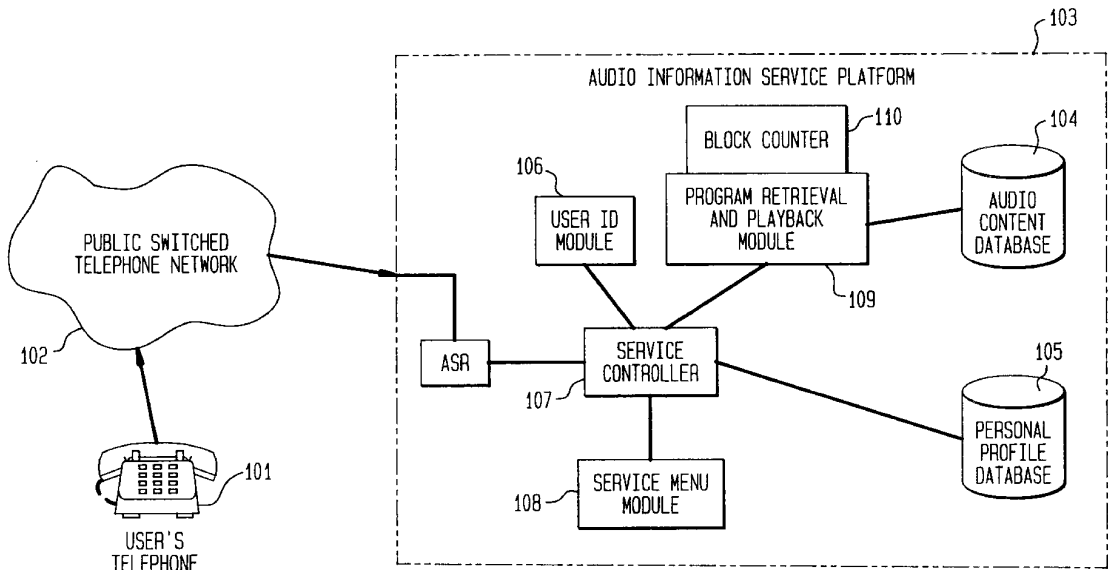 103
AUDIO INFORMATION SERVICE PLATFORM
110
BLOCK COUNTER
104
106
USER ID
MODULE
PROGRAM RETRIEVAL
AND PLAYBACK
MODULE
AUDIO
CONTENT
DATABASE
PUBLIC SWITCHED
TELEPHONE NETWORK
109
102
ASR
SERVICE
CONTROLLER
107
105
PERSONAL
PROFILE
DATABASE
101
108
SERVICE MENU
MODULE
USER'S
TELEPHONE